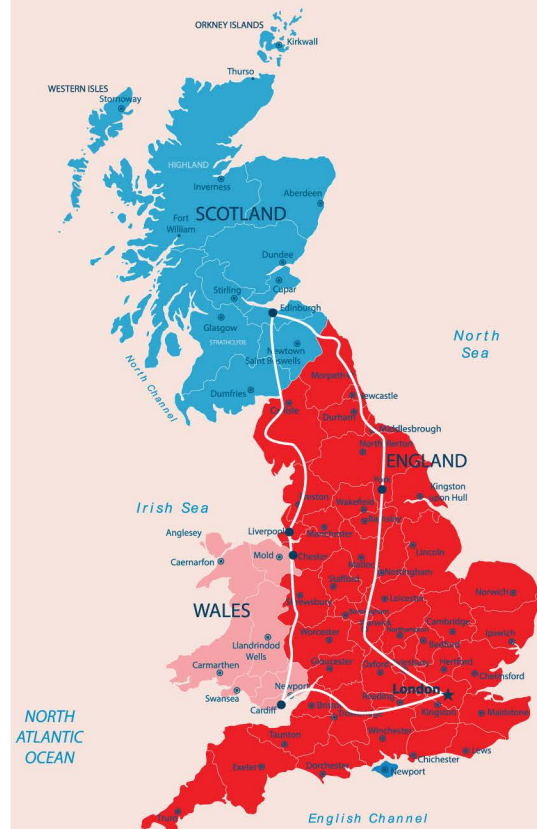 ORKNEY ISLANDS
Kirkwall
Thurso
WESTERN ISLES
Stornoway
HIGHLAND
Inverness
Aberdeen
SCOTLAND
Fort
William
Dundee
Stirling
Cupar
Edinburgh
Glasgow
North
Sea
STRATHCLYDE
Newtown
Saint Boswells
North Channel
Morpeth
Dumfries
Newcastle
Carlisle
Durham
Middlesbrough
ENGLAND
York
Kingston
upon Hull
Irish Sea
Preston
Wakefield
Barnsley
Liverpool
Manchester
Anglesey
Lincoln
Mold
Chester
Caernarfon
Matlock
Nottingham
Stafford
Norwich
Shrewsbury
Leicester
WALES
Cambridge
Worcester
Warwick
Bedford
Ipswich
Llandrindod
Wells
Gloucester
Oxford
Hertford
Carmarthen
Chelmsford
Newport
London
Swansea
Reading
Cardiff
Kingston
Maidstone
NORTH
ATLANTIC
OCEAN
Winchester
Taunton
Chichester
Lews
Exeter
Dorchester
Newport
Truro
English Channel